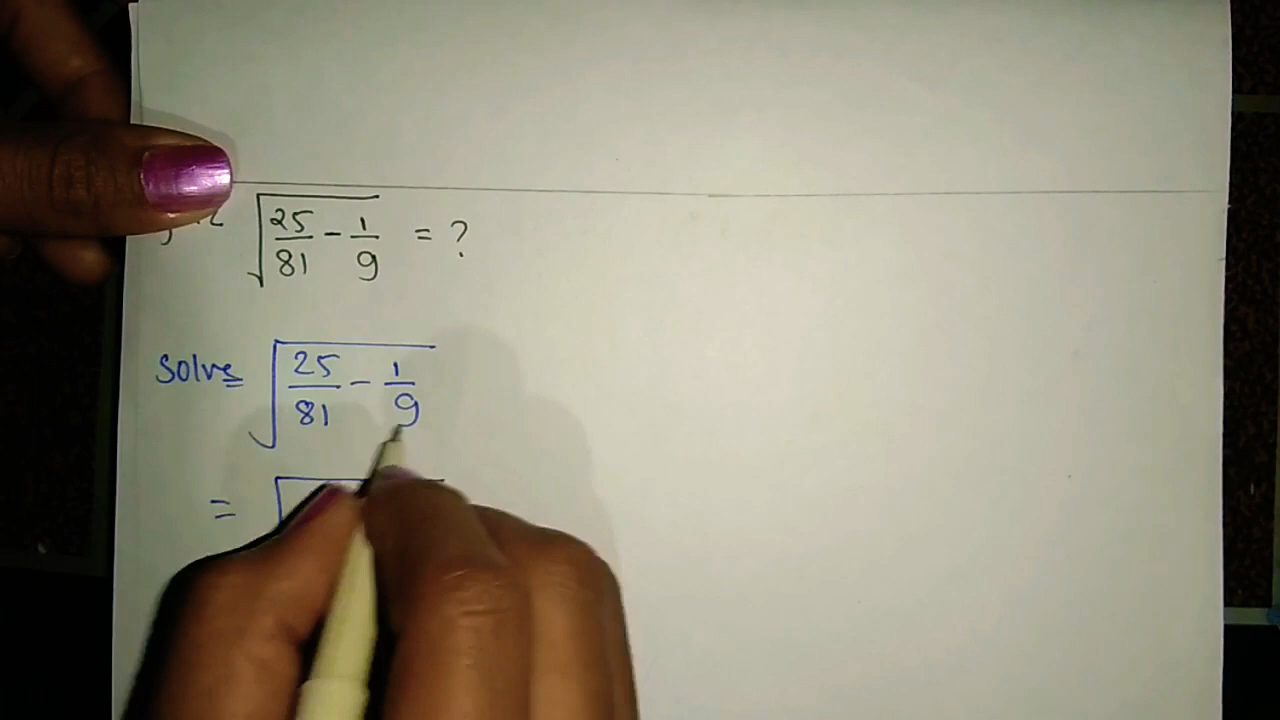 √(25/81 - 1/9) = ?
Solve √(25/81 - 1/9)
= √